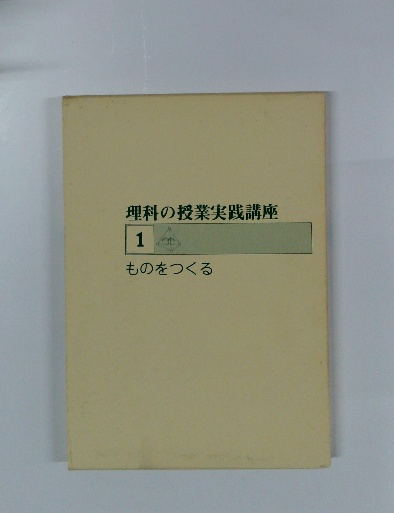 理科の授業実践講座
1
ものをつくる